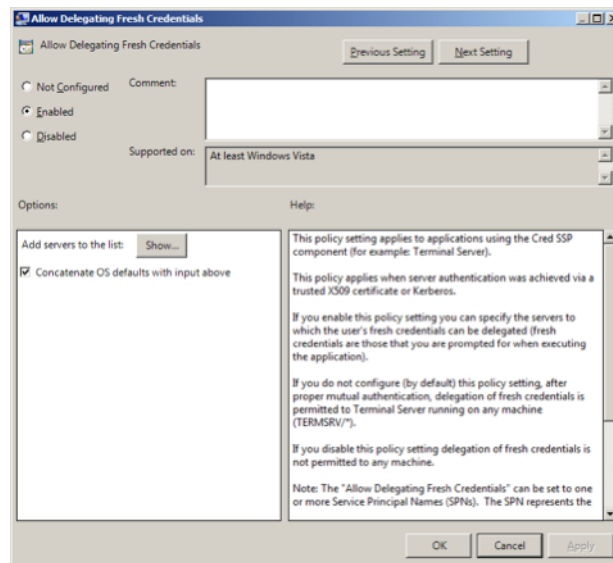 Allow Delegating Fresh Credentials
Allow Delegating Fresh Credentials
Previous Setting
Next Setting
Not Configured
Comment:
Enabled
Disabled
Supported on:
At least Windows Vista
Options:
Help:
Add servers to the list:
Show...
Concatenate OS defaults with input above
This policy setting applies to applications using the Cred SSP
component (for example: Terminal Server).
This policy applies when server authentication was achieved via a
trusted X509 certificate or Kerberos.
If you enable this policy setting you can specify the servers to
which the user's fresh credentials can be delegated (fresh
credentials are those that you are prompted for when executing
the application).
If you do not configure (by default) this policy setting, after
proper mutual authentication, delegation of fresh credentials is
permitted to Terminal Server running on any machine
(TERMSRV/*).
If you disable this policy setting delegation of fresh credentials is
not permitted to any machine.
Note: The "Allow Delegating Fresh Credentials" can be set to one
or more Service Principal Names (SPNs). The SPN represents the
OK
Cancel
Apply